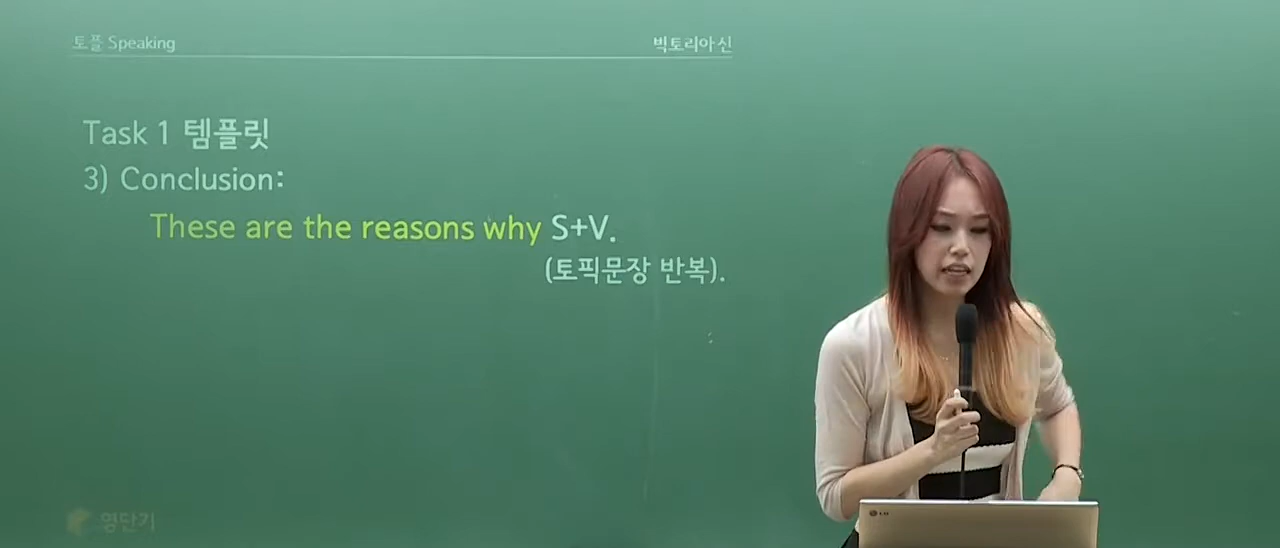 토플 Speaking
빅토리아 신
Task 1 템플릿
3) Conclusion:
These are the reasons why S+V.
(토픽문장 반복).
영단기
LG